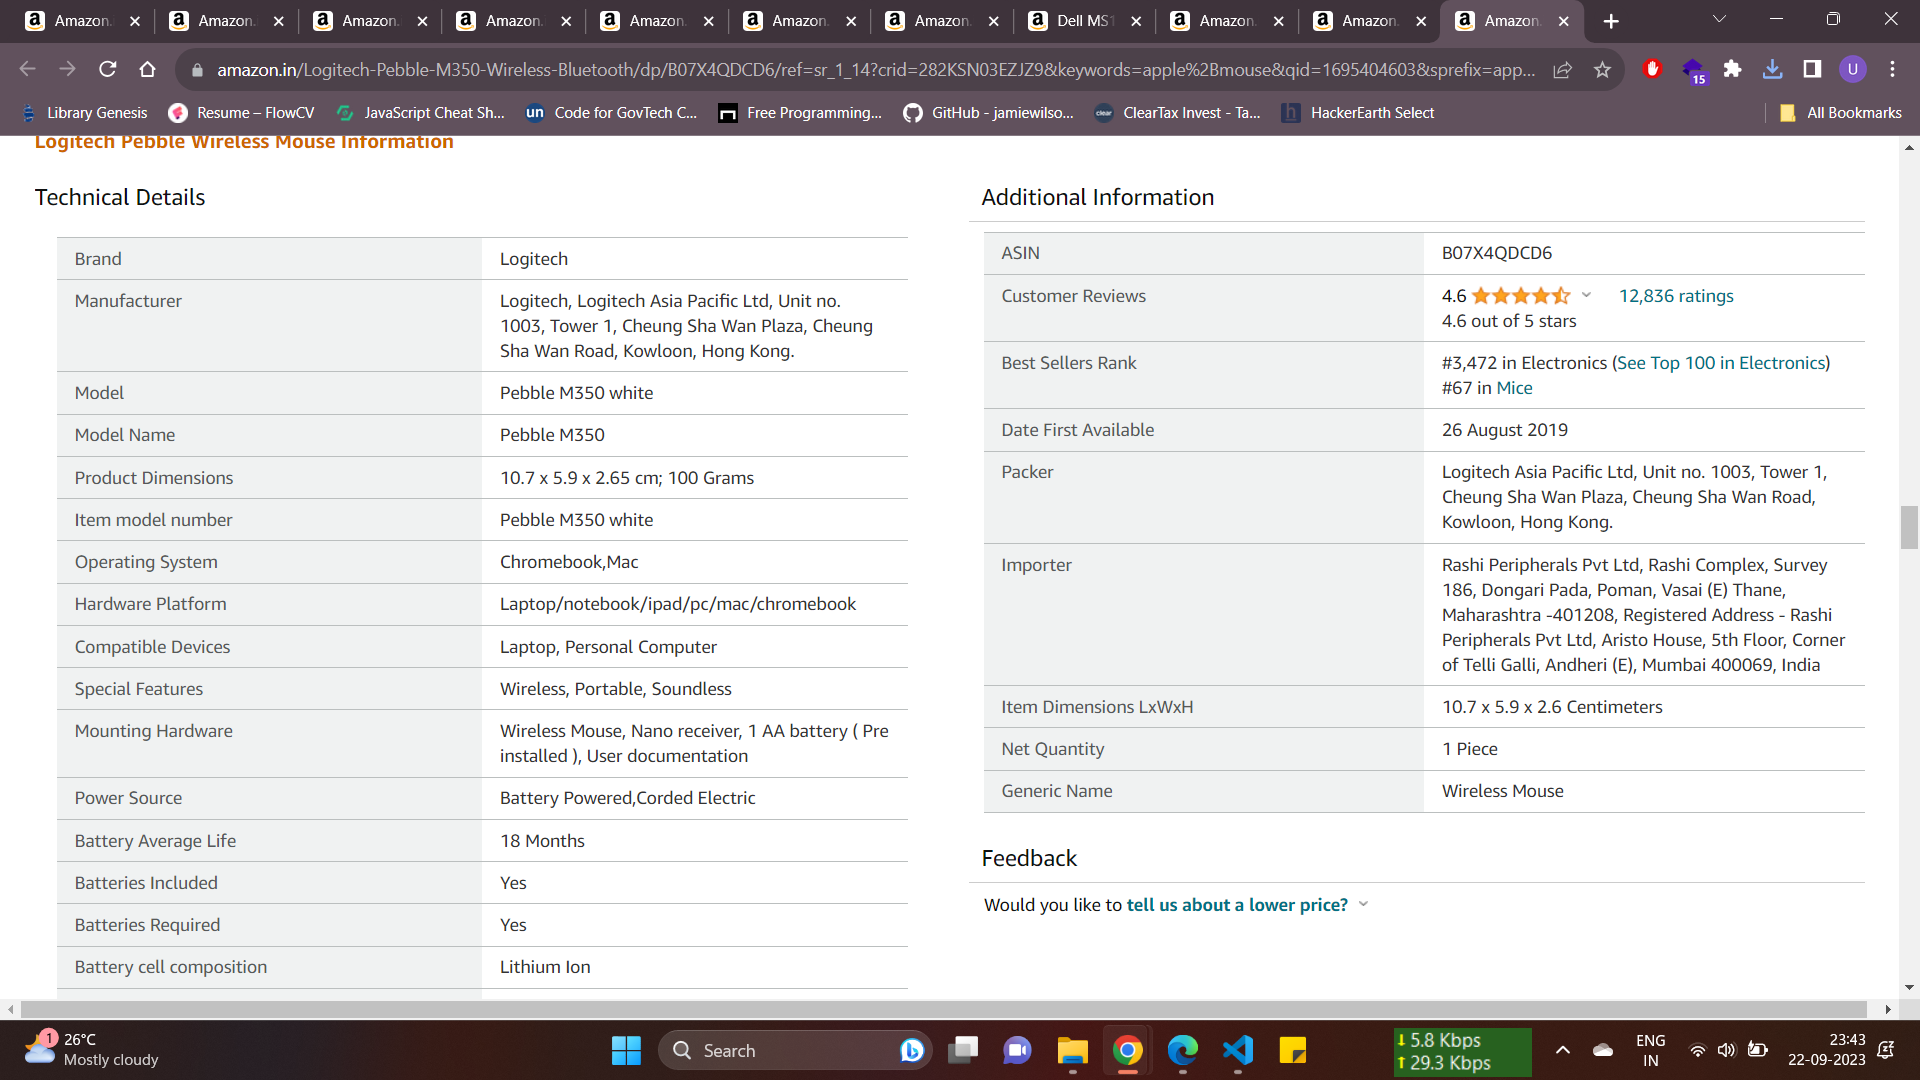 Amazon.
Amazon.
Amazon.
Amazon.
Amazon.
Amazon.
Amazon.
Dell MS1
Amazon.
Amazon.
Amazon.
amazon.in/Logitech-Pebble-M350-Wireless-Bluetooth/dp/B07X4QDCD6/ref=sr_1_14?crid=282KSN03EZJZ9&keywords=apple%2Bmouse&qid=1695404603&sprefix=app...
15
U
Library Genesis
Resume – FlowCV
JavaScript Cheat Sh...
un Code for GovTech C...
Free Programming...
GitHub - jamiewilso...
clear ClearTax Invest - Ta...
h HackerEarth Select
All Bookmarks
Logitech Pebble Wireless Mouse Information
Technical Details
Brand Logitech
Manufacturer Logitech, Logitech Asia Pacific Ltd, Unit no.
1003, Tower 1, Cheung Sha Wan Plaza, Cheung
Sha Wan Road, Kowloon, Hong Kong.
Model Pebble M350 white
Model Name Pebble M350
Product Dimensions 10.7 x 5.9 x 2.65 cm; 100 Grams
Item model number Pebble M350 white
Operating System Chromebook,Mac
Hardware Platform Laptop/notebook/ipad/pc/mac/chromebook
Compatible Devices Laptop, Personal Computer
Special Features Wireless, Portable, Soundless
Mounting Hardware Wireless Mouse, Nano receiver, 1 AA battery ( Pre
installed ), User documentation
Power Source Battery Powered,Corded Electric
Battery Average Life 18 Months
Batteries Included Yes
Batteries Required Yes
Battery cell composition Lithium Ion
Additional Information
ASIN B07X4QDCD6
Customer Reviews 4.6 12,836 ratings
4.6 out of 5 stars
Best Sellers Rank #3,472 in Electronics (See Top 100 in Electronics)
#67 in Mice
Date First Available 26 August 2019
Packer Logitech Asia Pacific Ltd, Unit no. 1003, Tower 1,
Cheung Sha Wan Plaza, Cheung Sha Wan Road,
Kowloon, Hong Kong.
Importer Rashi Peripherals Pvt Ltd, Rashi Complex, Survey
186, Dongari Pada, Poman, Vasai (E) Thane,
Maharashtra -401208, Registered Address - Rashi
Peripherals Pvt Ltd, Aristo House, 5th Floor, Corner
of Telli Galli, Andheri (E), Mumbai 400069, India
Item Dimensions LxWxH 10.7 x 5.9 x 2.6 Centimeters
Net Quantity 1 Piece
Generic Name Wireless Mouse
Feedback
Would you like to tell us about a lower price?
1
26°C
Mostly cloudy
Search
5.8 Kbps
29.3 Kbps
ENG
IN
23:43
22-09-2023